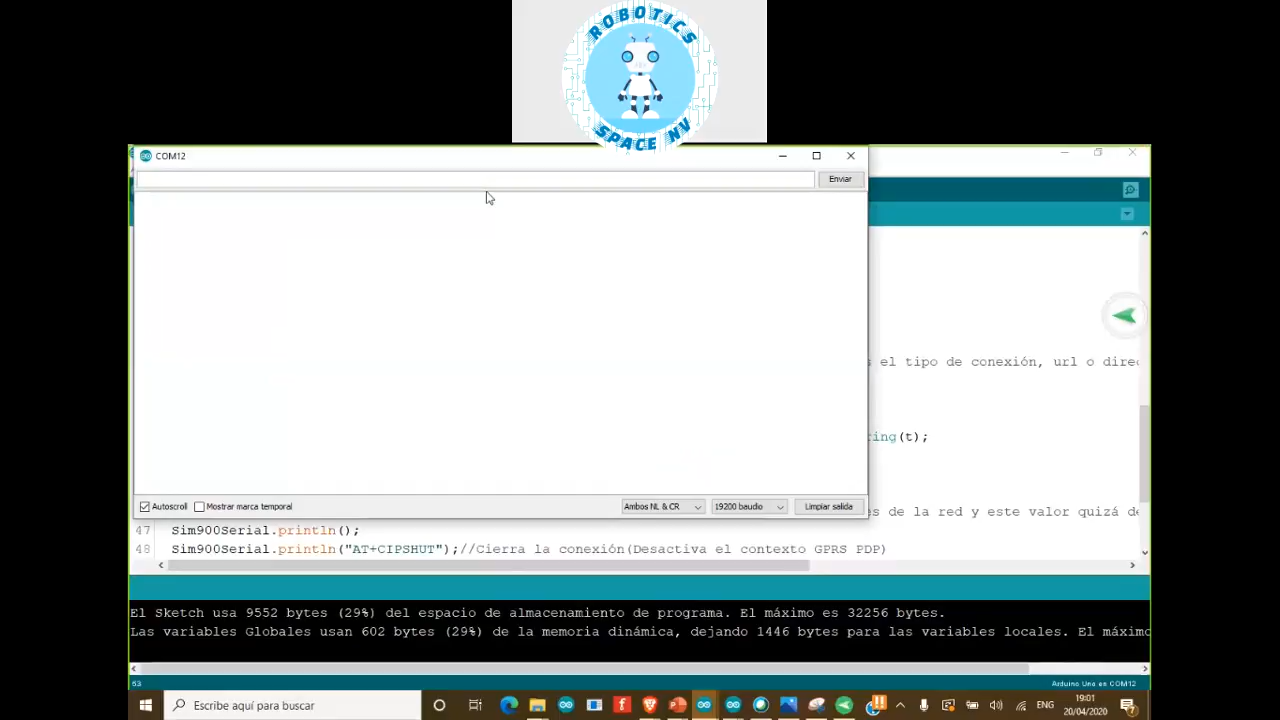 ROBOTICS
SPACE NV
COM12
Enviar
s el tipo de conexión, url o direc
ring(t);
es de la red y este valor quizá de
Autoscroll
Mostrar marca temporal
Ambos NL & CR
19200 baudio
Limpiar salida
47 Sim900Serial.println();
48 Sim900Serial.println("AT+CIPSHUT");//Cierra la conexión(Desactiva el contexto GPRS PDP)
El Sketch usa 9552 bytes (29%) del espacio de almacenamiento de programa. El máximo es 32256 bytes.
Las variables Globales usan 602 bytes (29%) de la memoria dinámica, dejando 1446 bytes para las variables locales. El máximo
63
Arduino Uno en COM12
Escribe aquí para buscar
ENG
19:01
20/04/2020